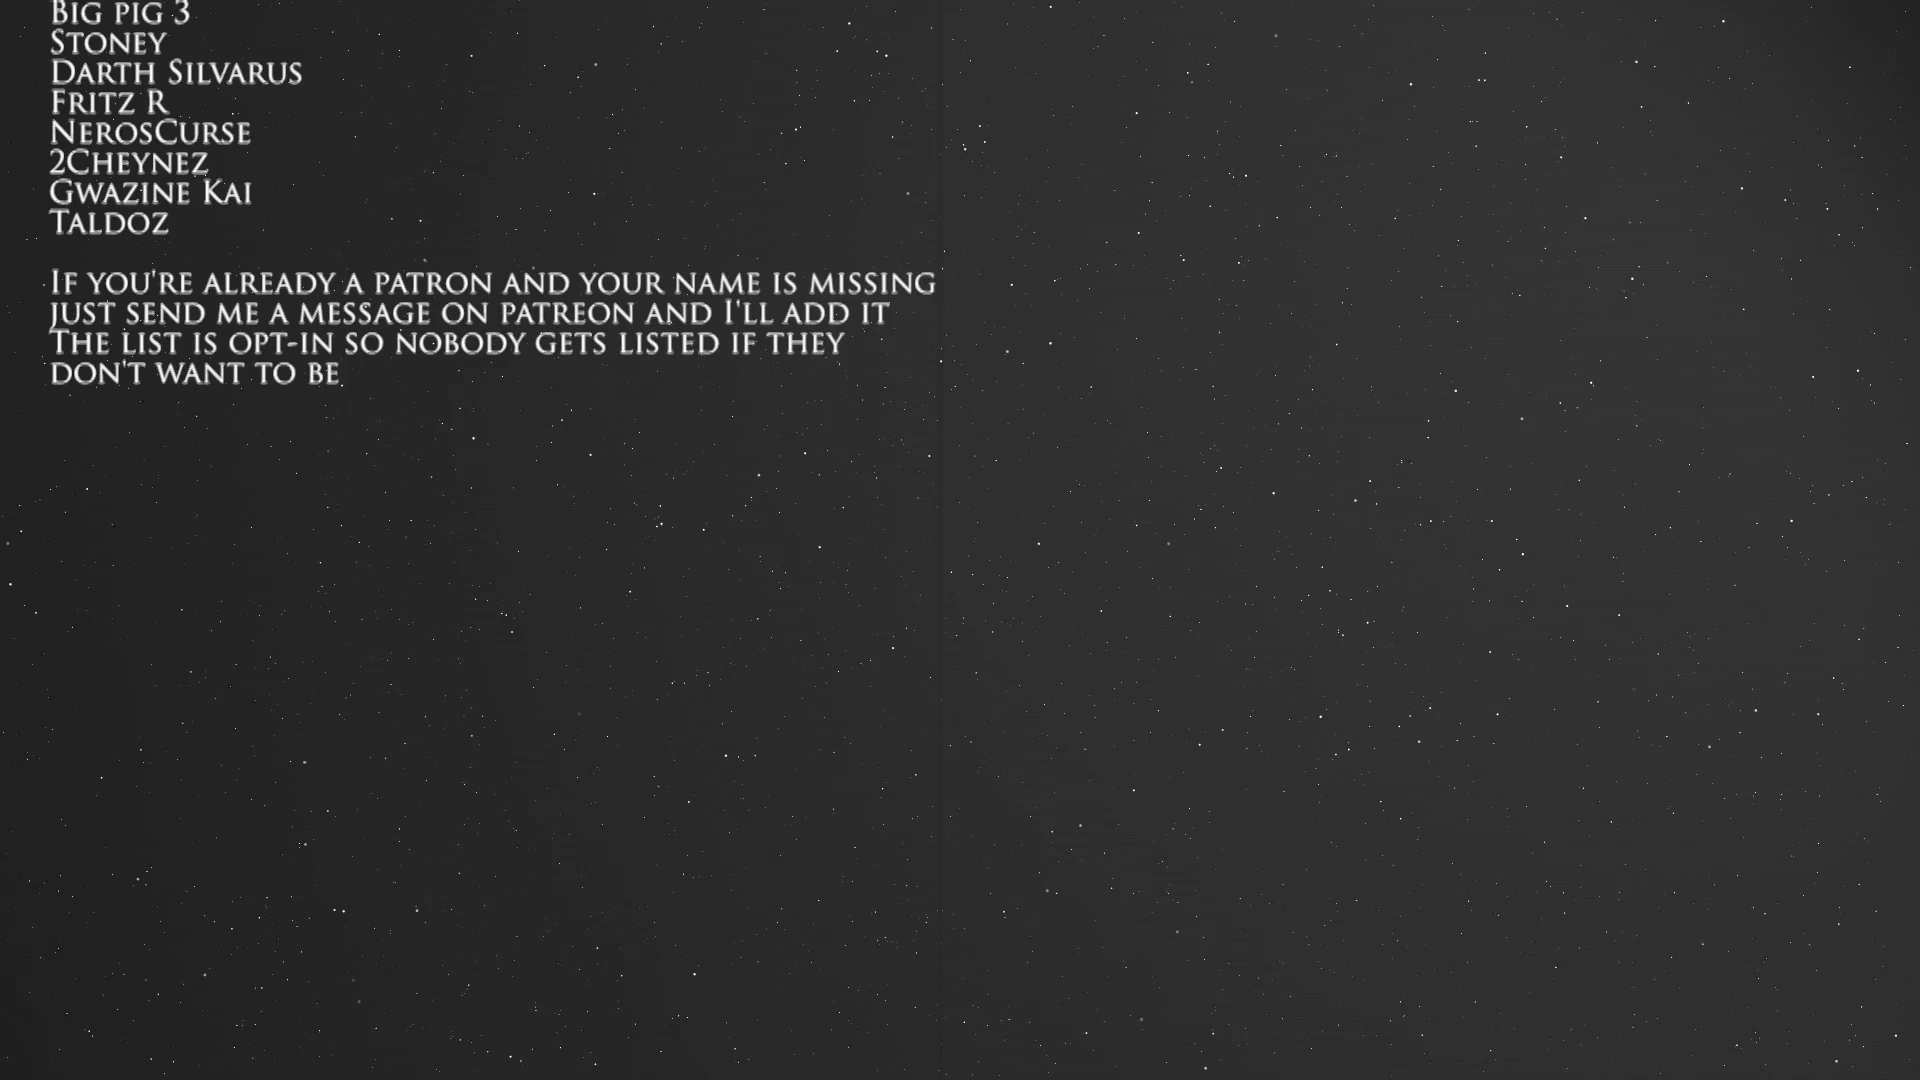 Big pig 3
Stoney
Darth Silvarus
Fritz R
NerosCurse
2Cheynez
Gwazine Kai
Taldoz
If you're already a patron and your name is missing
just send me a message on Patreon and I'll add it
The list is opt-in so nobody gets listed if they
don't want to be